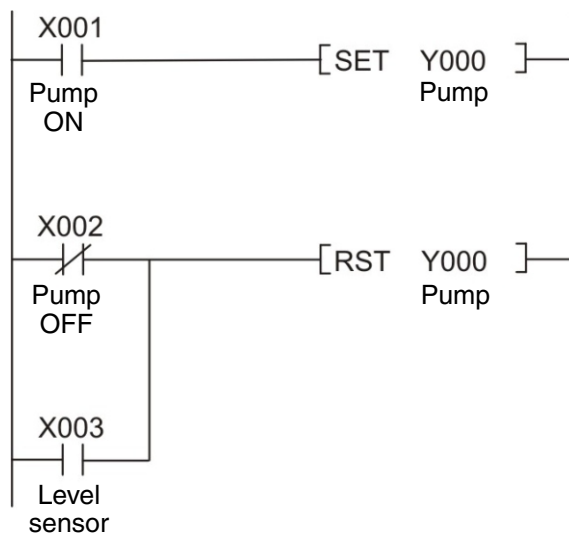 X001
[SET Y000 ]
Pump
ON
Pump
X002
[RST Y000 ]
Pump
OFF
Pump
X003
Level
sensor